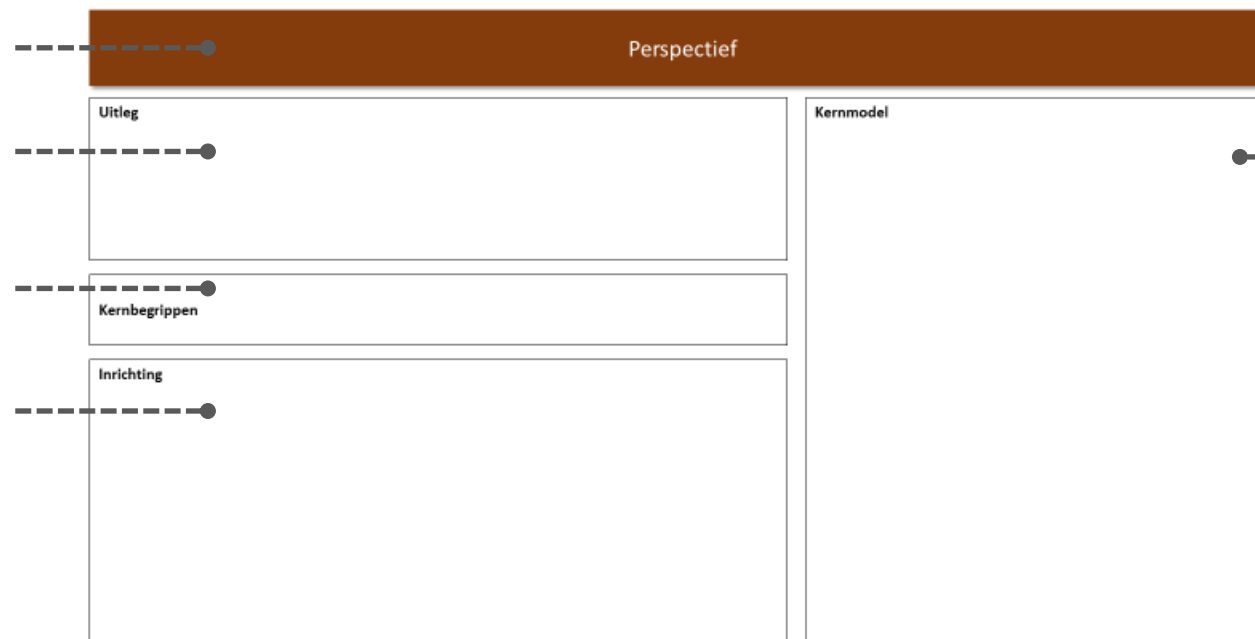 Perspectief
Uitleg
Kernbegrippen
Inrichting
Kernmodel